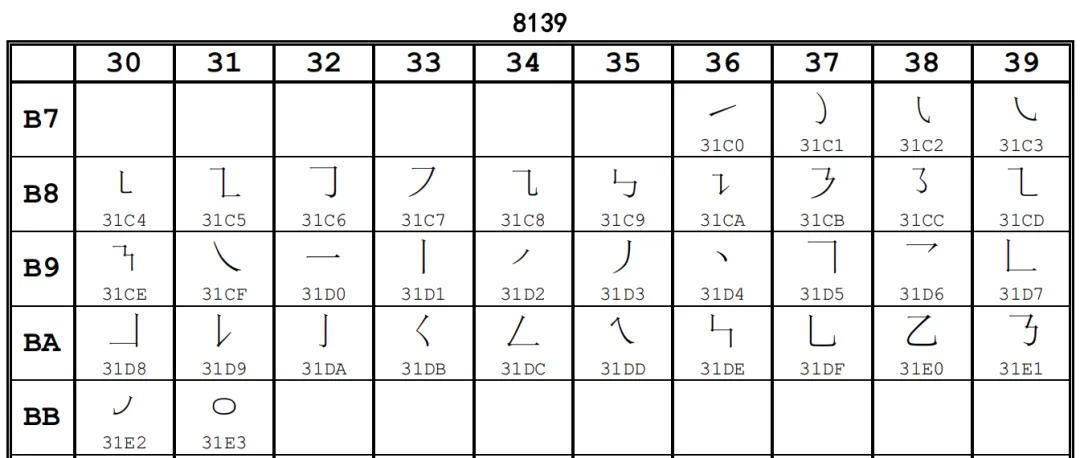 8139
30 31 32 33 34 35 36 37 38 39
B7 ㇀ ㇁ ㇂ ㇃
31C0 31C1 31C2 31C3
B8 ㇄ ㇅ ㇆ ㇇ ㇈ ㇉ ㇊ ㇋ ㇌ ㇍
31C4 31C5 31C6 31C7 31C8 31C9 31CA 31CB 31CC 31CD
B9 ㇎ ㇏ ㇐ ㇑ ㇒ ㇓ ㇔ ㇕ ㇖ ㇗
31CE 31CF 31D0 31D1 31D2 31D3 31D4 31D5 31D6 31D7
BA ㇘ ㇙ ㇚ ㇛ ㇜ ㇝ ㇞ ㇟ ㇠ ㇡
31D8 31D9 31DA 31DB 31DC 31DD 31DE 31DF 31E0 31E1
BB ㇢ ㇣
31E2 31E3